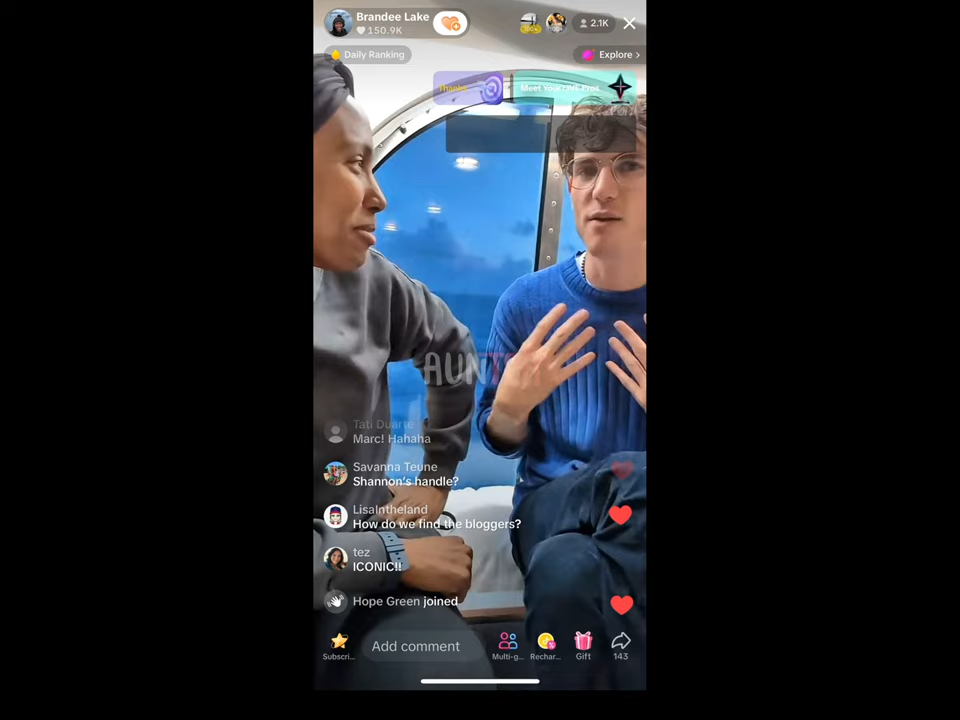 Brandee Lake
150.9K
2.1K
Daily Ranking
Explore >
Thanks
Meet Your LIVE Pros
AUNT
Tati Duarte
Marc! Hahaha
Savanna Teune
Shannon's handle?
LisaIntheland
How do we find the bloggers?
tez
ICONIC!!
Hope Green joined
Subscri...
Add comment
Multi-g...
Rechar...
Gift
143